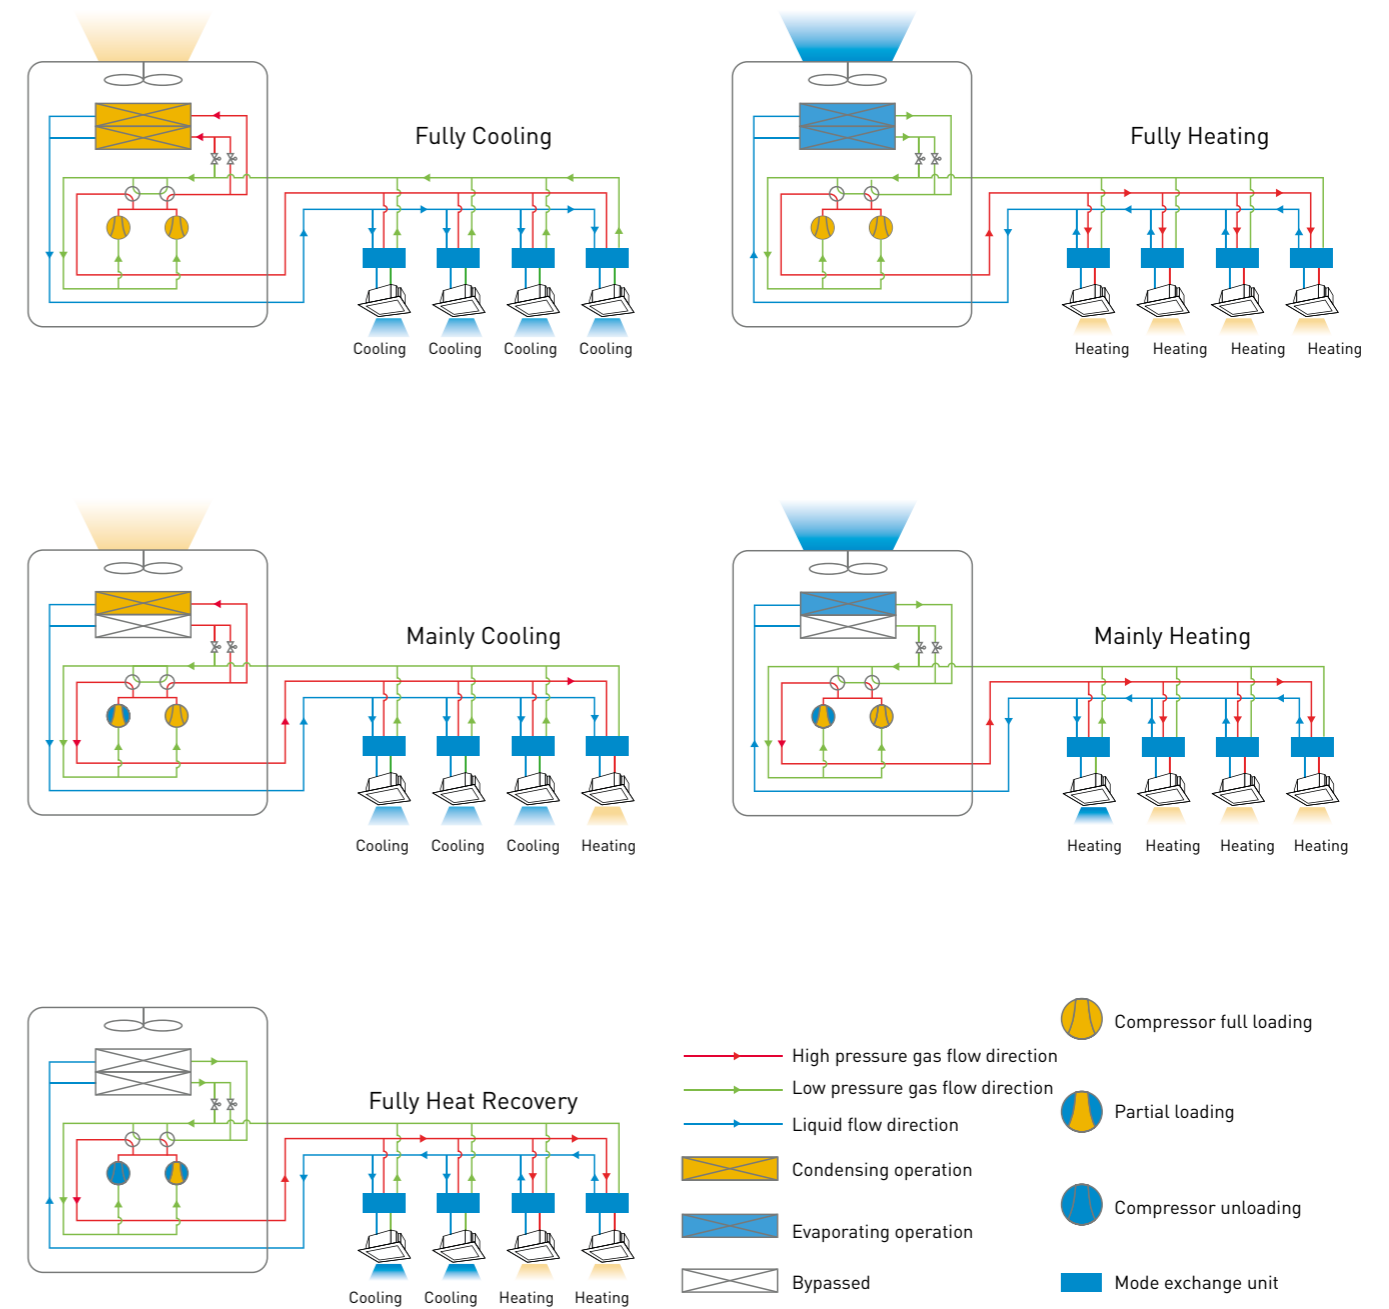 Fully Cooling
Cooling Cooling Cooling Cooling
Fully Heating
Heating Heating Heating Heating
Mainly Cooling
Cooling Cooling Cooling Heating
Mainly Heating
Heating Heating Heating Heating
Fully Heat Recovery
Cooling Cooling Heating Heating
High pressure gas flow direction
Low pressure gas flow direction
Liquid flow direction
Condensing operation
Evaporating operation
Bypassed
Compressor full loading
Partial loading
Compressor unloading
Mode exchange unit